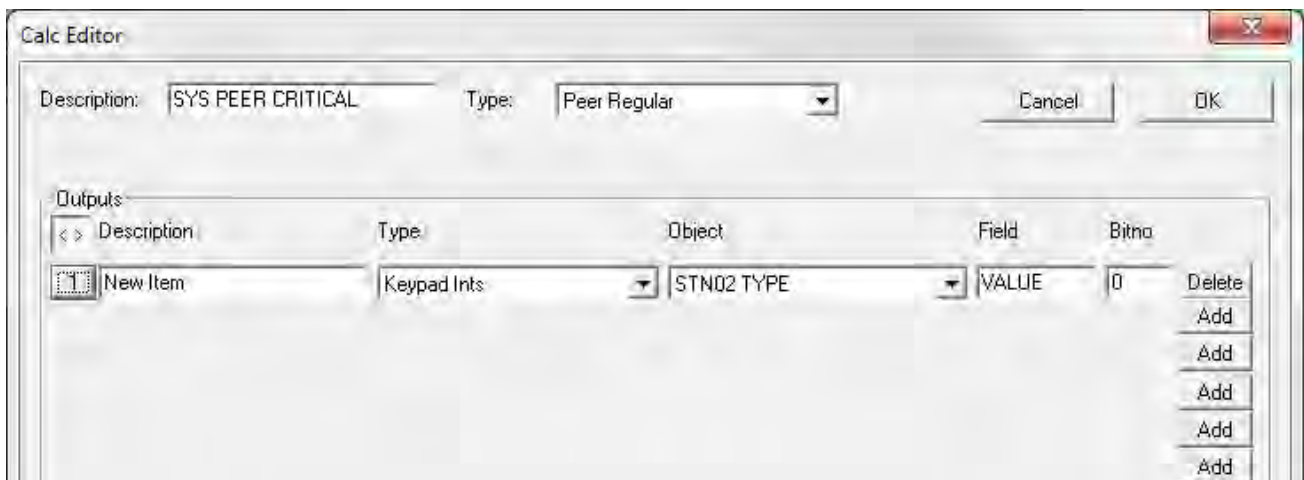 Calc Editor
Description: SYS PEER CRITICAL Type: Peer Regular Cancel OK
Outputs
< > Description Type Object Field Bitno
1 New Item Keypad Ints STN02 TYPE VALUE 0 Delete
Add
Add
Add
Add
Add